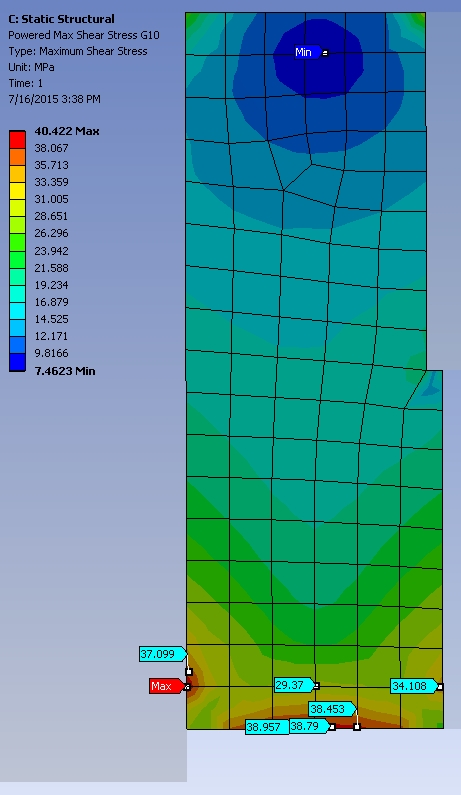 C: Static Structural
Powered Max Shear Stress G10
Type: Maximum Shear Stress
Unit: MPa
Time: 1
7/16/2015 3:38 PM
40.422 Max
38.067
35.713
33.359
31.005
28.651
26.296
23.942
21.588
19.234
16.879
14.525
12.171
9.8166
7.4623 Min
Min
37.099
Max
29.37
34.108
38.453
38.957
38.79